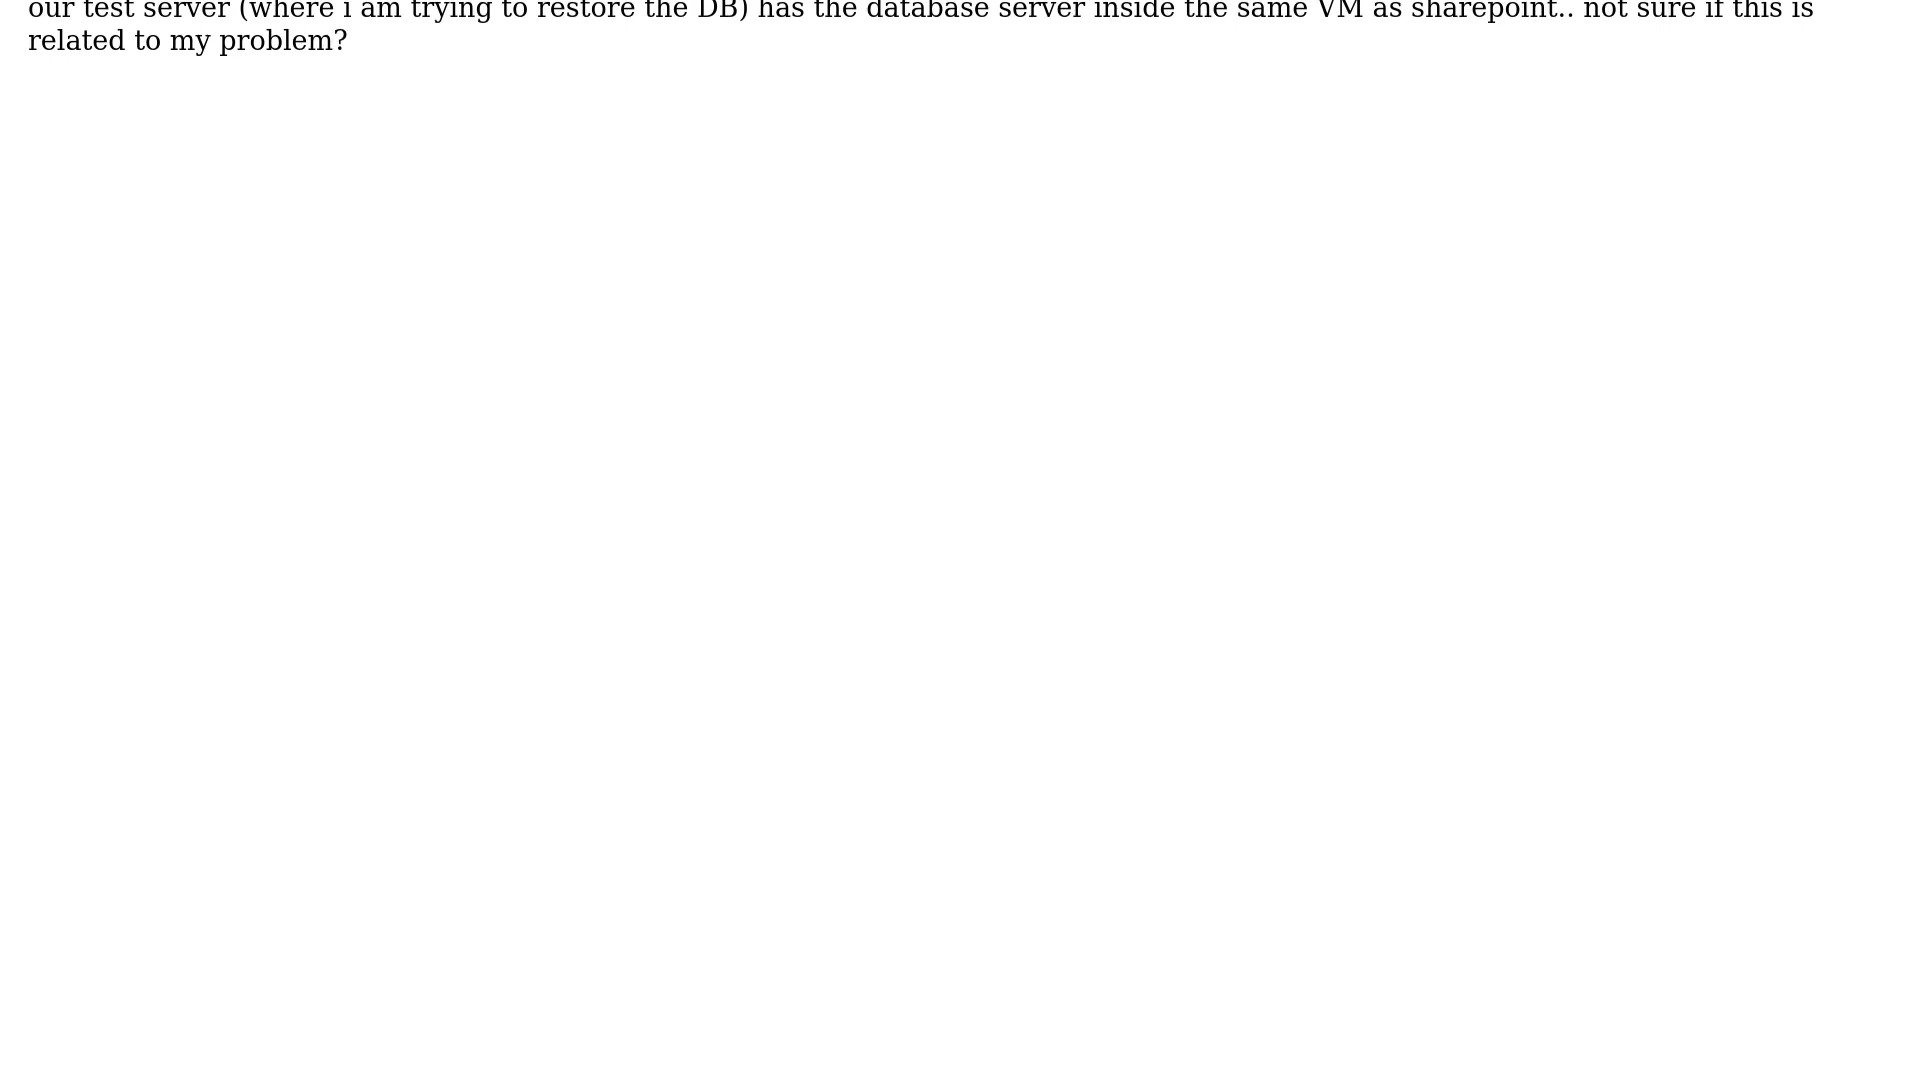 our test server (where i am trying to restore the DB) has the database server inside the same VM as sharepoint.. not sure if this is
related to my problem?